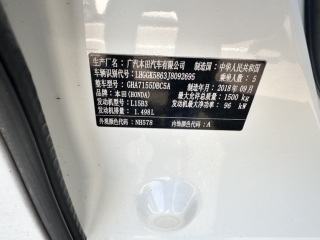 生产厂名: 广汽本田汽车有限公司 制造国: 中华人民共和国
车辆识别代号: LHGGK5863J8092695 乘坐人数: 5
整车型号: GHA7155DBC5A 制造年月: 2018年09月
品牌: 本田(HONDA) 最大允许总质量: 1500 kg
发动机型号: L15B3 发动机最大净功率: 96 kW
发动机排量: 1.498L
外观颜色代码: NH578 内饰颜色代码: A